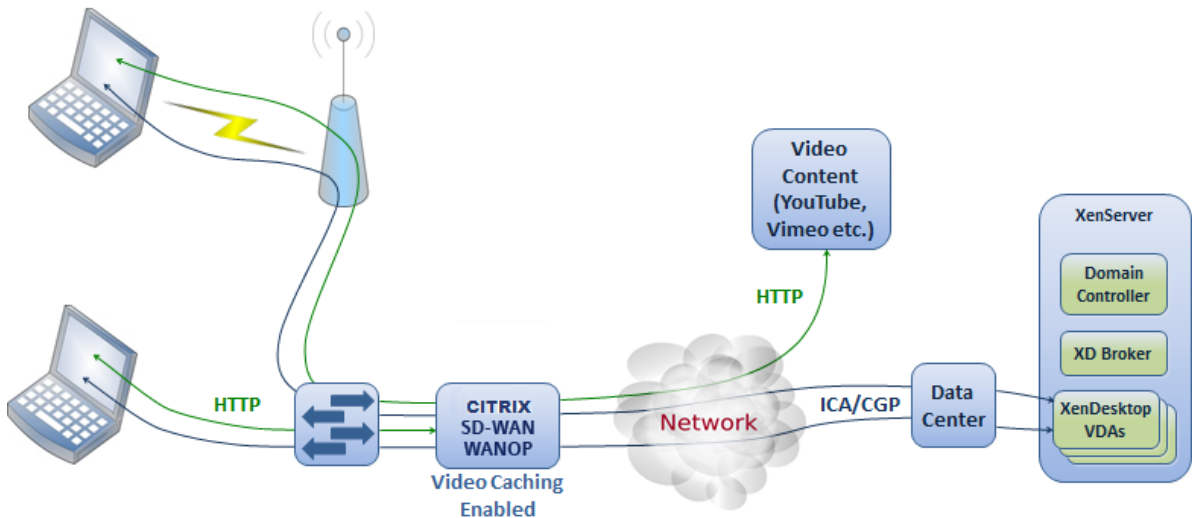 Video
Content
(YouTube,
Vimeo etc.)
XenServer
Domain
Controller
HTTP
XD Broker
HTTP
CITRIX
SD-WAN
WANOP
Network
ICA/CGP
Data
Center
XenDesktop
VDAs
Video Caching
Enabled